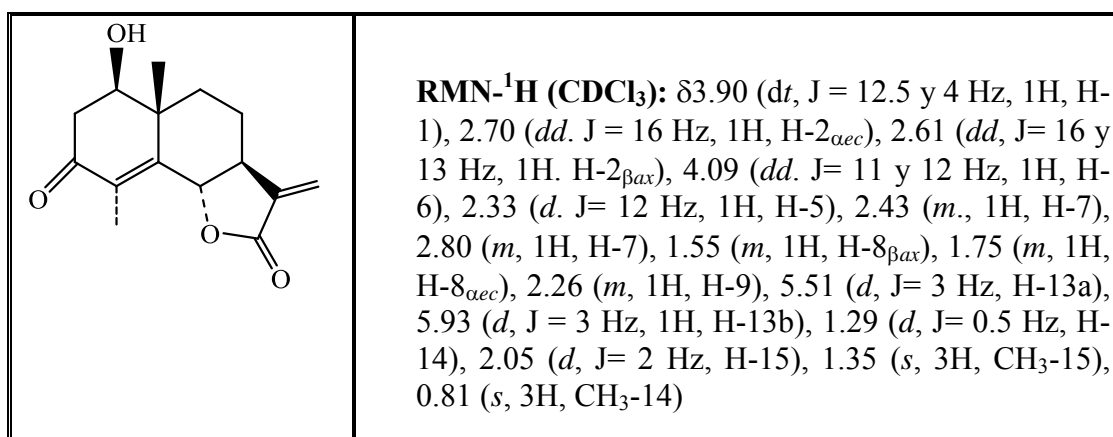 OH
O
O
O
RMN-¹H (CDCl₃): δ3.90 (dt, J = 12.5 y 4 Hz, 1H, H-
1), 2.70 (dd. J = 16 Hz, 1H, H-2αec), 2.61 (dd, J= 16 y
13 Hz, 1H. H-2βax), 4.09 (dd. J= 11 y 12 Hz, 1H, H-
6), 2.33 (d. J= 12 Hz, 1H, H-5), 2.43 (m., 1H, H-7),
2.80 (m, 1H, H-7), 1.55 (m, 1H, H-8βax), 1.75 (m, 1H,
H-8αec), 2.26 (m, 1H, H-9), 5.51 (d, J= 3 Hz, H-13a),
5.93 (d, J = 3 Hz, 1H, H-13b), 1.29 (d, J= 0.5 Hz, H-
14), 2.05 (d, J= 2 Hz, H-15), 1.35 (s, 3H, CH₃-15),
0.81 (s, 3H, CH₃-14)